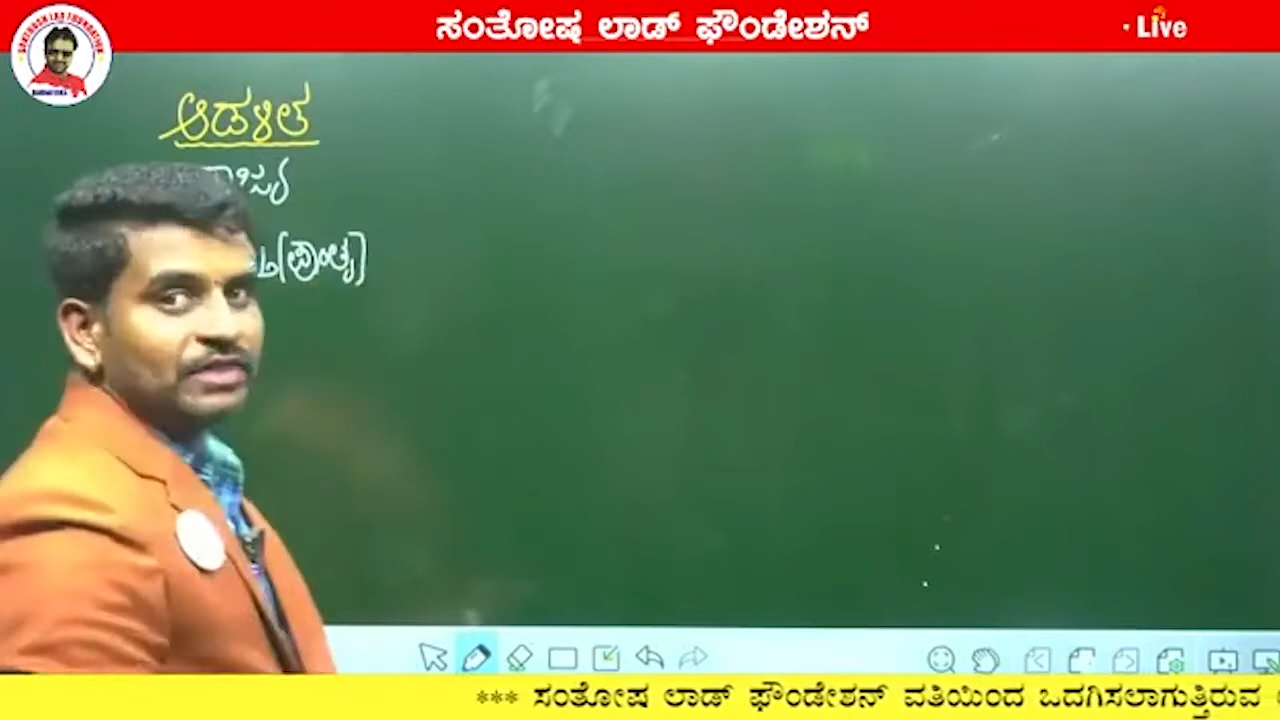 ಸಂತೋಷ ಲಾಡ್ ಫೌಂಡೇಶನ್
Live
ಆಡಳಿತ
[ಪ್ರಾಂತ್ಯ]
*** ಸಂತೋಷ ಲಾಡ್ ಫೌಂಡೇಶನ್ ವತಿಯಿಂದ ಒದಗಿಸಲಾಗುತ್ತಿರುವ